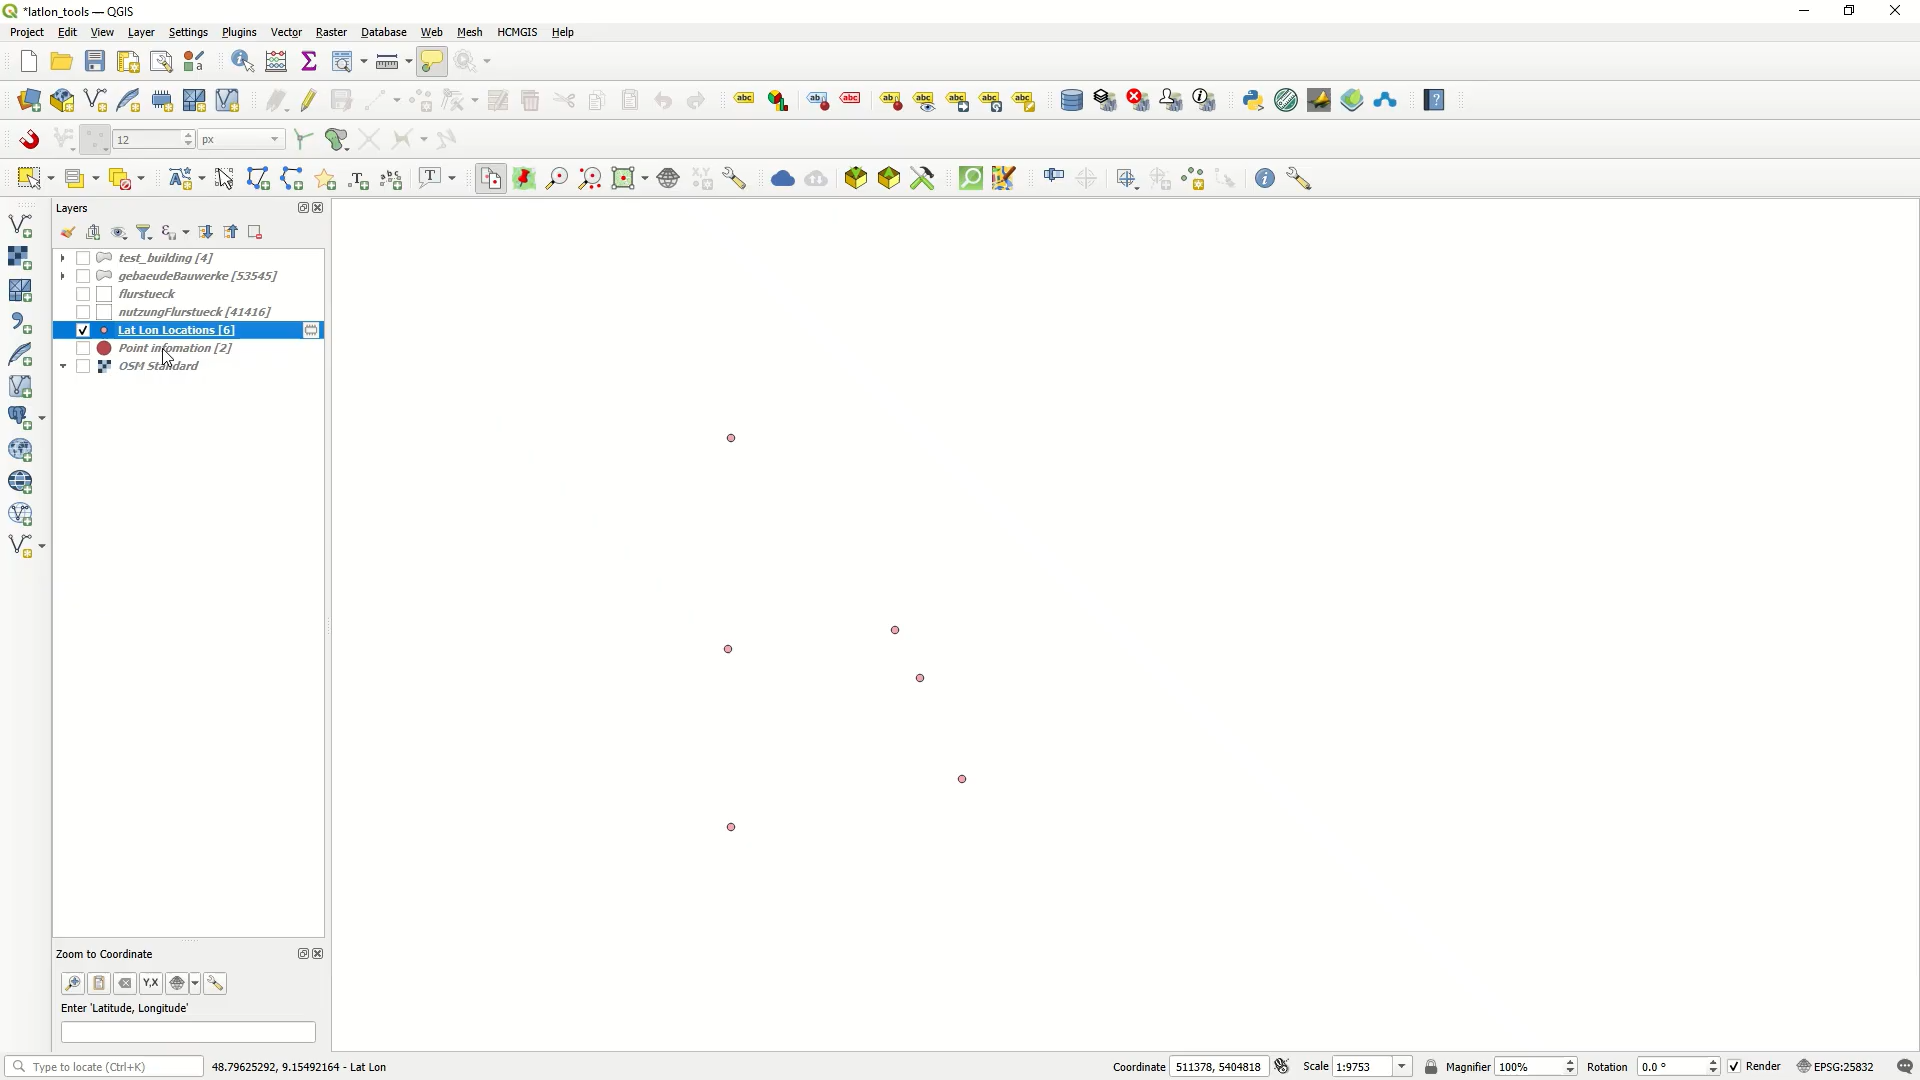 *latlon_tools — QGIS
Project Edit View Layer Settings Plugins Vector Raster Database Web Mesh HCMGIS Help
12 px
Layers
test_building [4]
gebaeudeBauwerke [53545]
flurstueck
nutzungFlurstueck [41416]
Lat Lon Locations [6]
Point infomation [2]
OSM Standard
Zoom to Coordinate
Y,X
Enter 'Latitude, Longitude'
Type to locate (Ctrl+K) 48.79625292, 9.15492164 - Lat Lon Coordinate 511378, 5404818 Scale 1:9753 Magnifier 100% Rotation 0.0 ° Render EPSG:25832